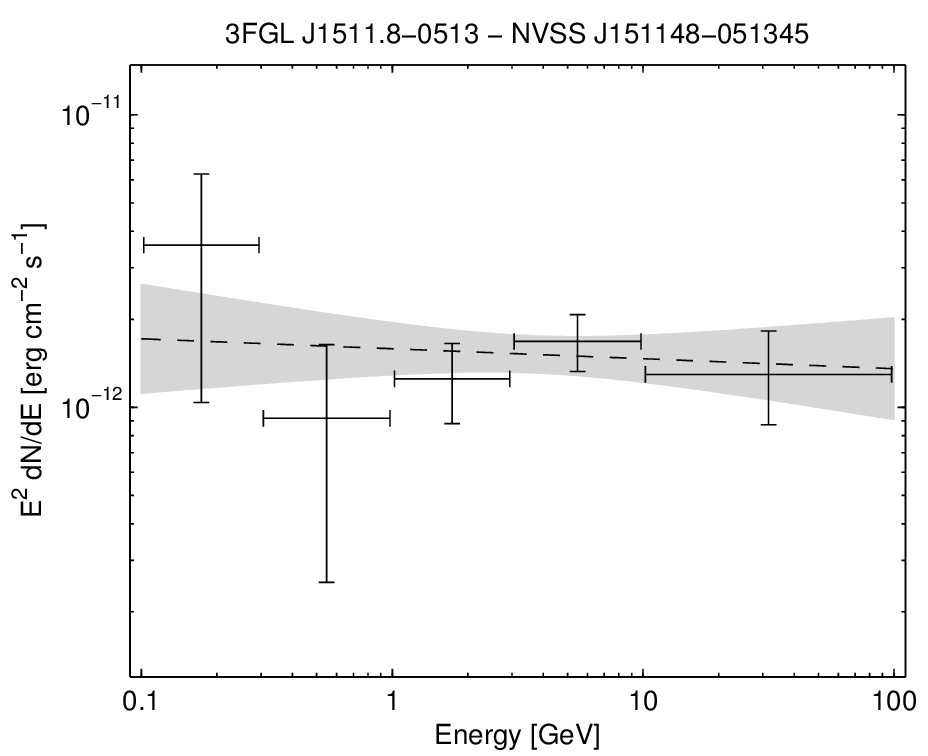 3FGL J1511.8−0513 − NVSS J151148−051345
10⁻¹¹
10⁻¹²
E² dN/dE [erg cm⁻² s⁻¹]
0.1 1 10 100
Energy [GeV]